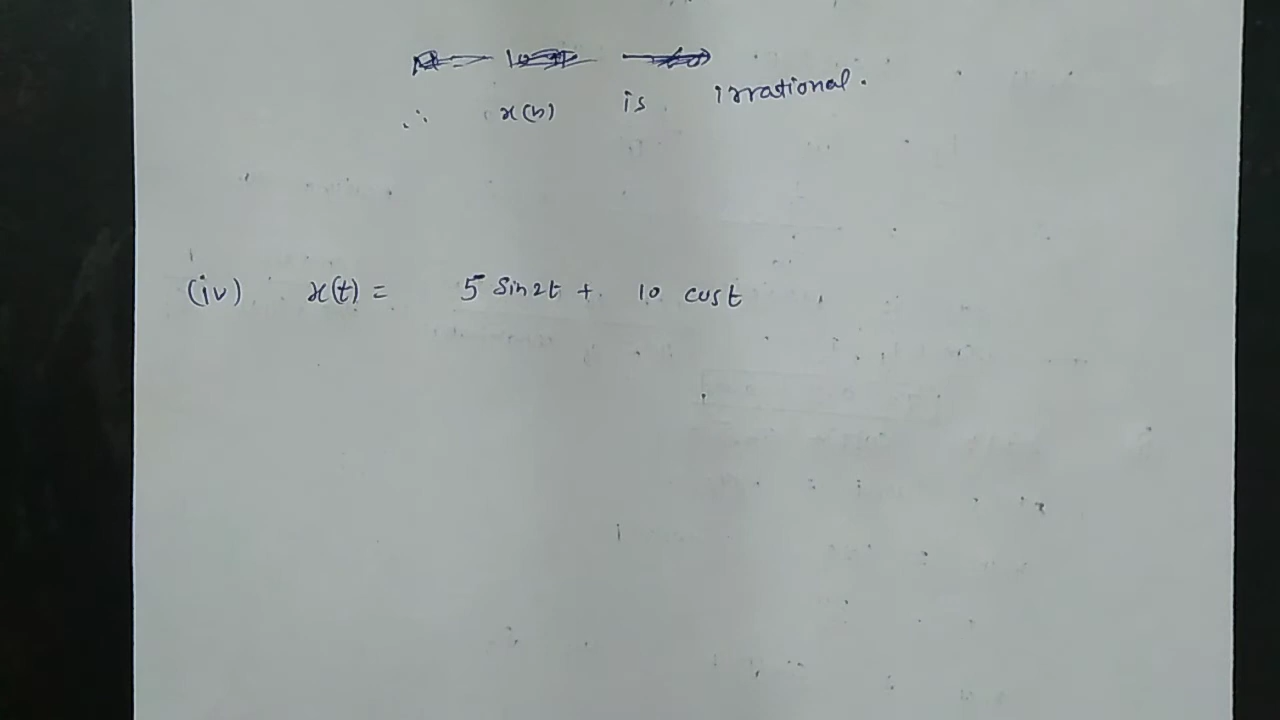 ∴ x(n) is irrational.
(iv) x(t) = 5 sin2t + 10 cost